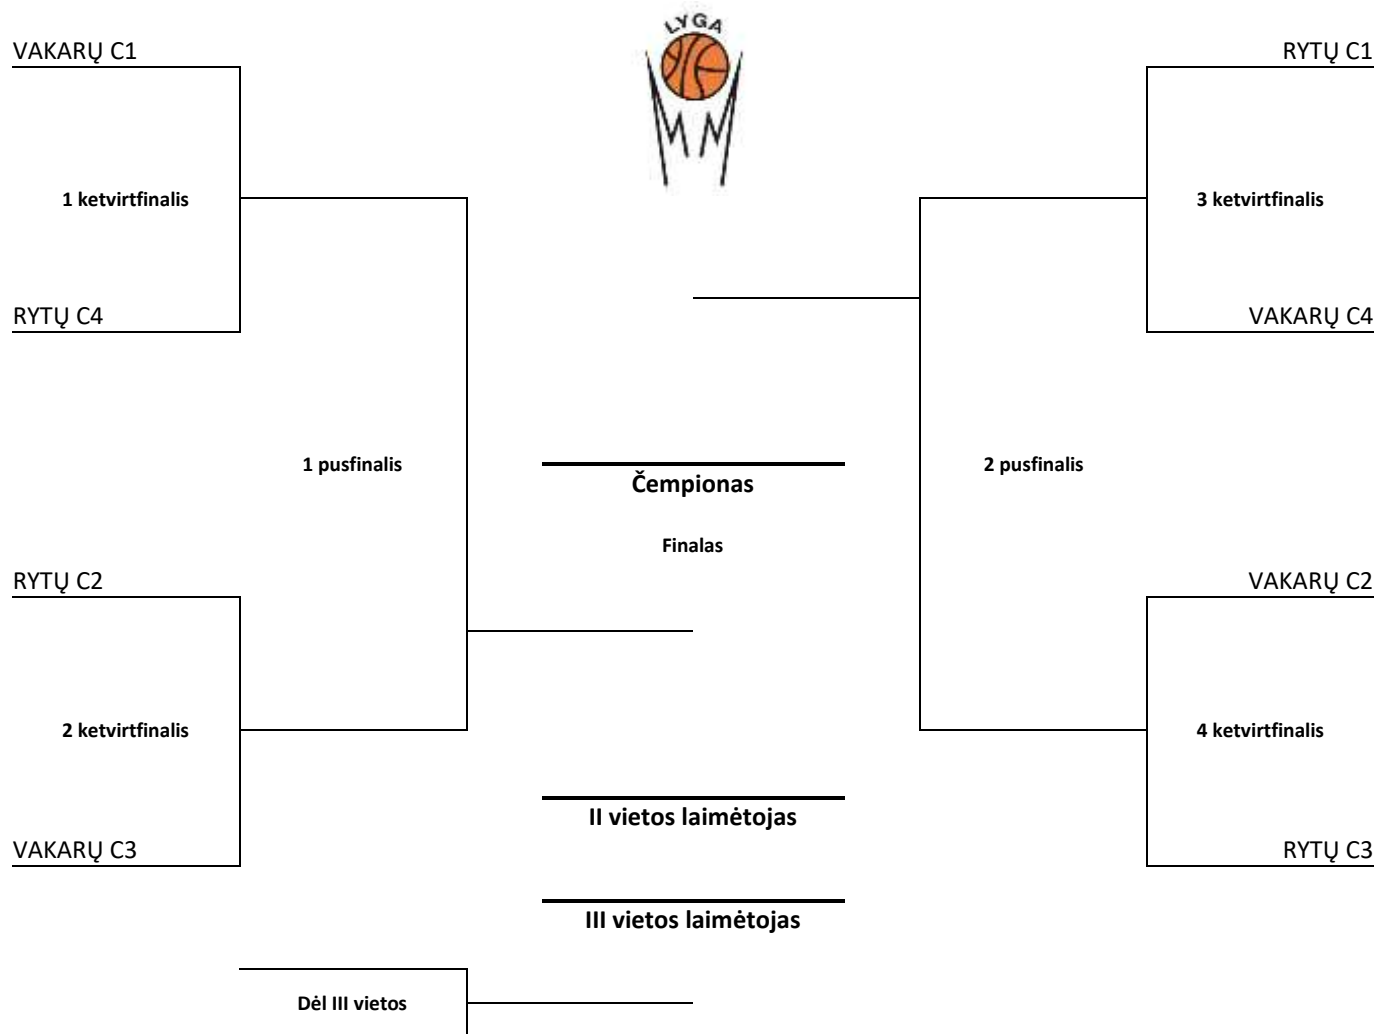 LYGA
VAKARŲ C1
RYTŲ C1
1 ketvirtfinalis
3 ketvirtfinalis
RYTŲ C4
VAKARŲ C4
1 pusfinalis
2 pusfinalis
Čempionas
Finalas
RYTŲ C2
VAKARŲ C2
2 ketvirtfinalis
4 ketvirtfinalis
II vietos laimėtojas
VAKARŲ C3
RYTŲ C3
III vietos laimėtojas
Dėl III vietos